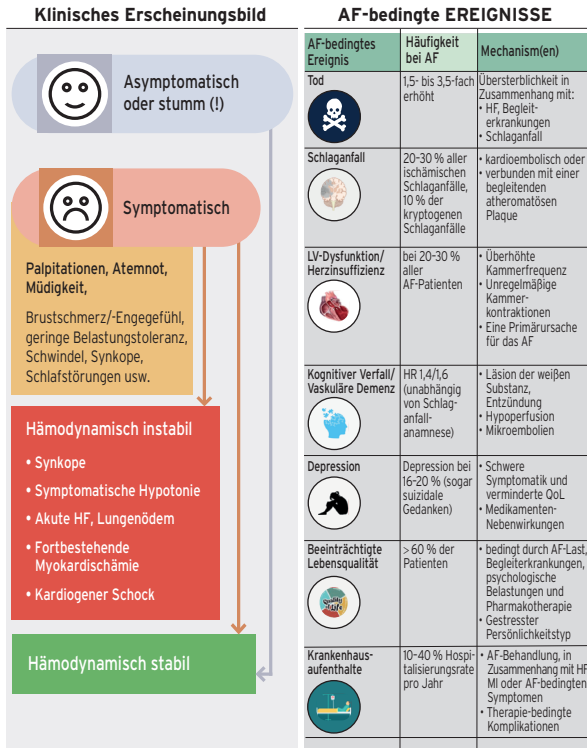 Klinisches Erscheinungsbild
Asymptomatisch
oder stumm (!)
Symptomatisch
Palpitationen, Atemnot,
Müdigkeit,
Brustschmerz/-Engegefühl,
geringe Belastungstoleranz,
Schwindel, Synkope,
Schlafstörungen usw.
Hämodynamisch instabil
• Synkope
• Symptomatische Hypotonie
• Akute HF, Lungenödem
• Fortbestehende
Myokardischämie
• Kardiogener Schock
Hämodynamisch stabil
AF-bedingte EREIGNISSE
AF-bedingtes
Ereignis
Häufigkeit
bei AF
Mechanism(en)
Tod
1,5- bis 3,5-fach
erhöht
Übersterblichkeit in
Zusammenhang mit:
• HF, Begleit-
erkrankungen
• Schlaganfall
Schlaganfall
20-30 % aller
ischämischen
Schlaganfälle,
10 % der
kryptogenen
Schlaganfälle
• kardioembolisch oder
• verbunden mit einer
begleitenden
atheromatösen
Plaque
LV-Dysfunktion/
Herzinsuffizienz
bei 20-30 %
aller
AF-Patienten
• Überhöhte
Kammerfrequenz
• Unregelmäßige
Kammer-
kontraktionen
• Eine Primärursache
für das AF
Kognitiver Verfall/
Vaskuläre Demenz
HR 1,4/1,6
(unabhängig
von Schlag-
anfall-
anamnese)
• Läsion der weißen
Substanz,
Entzündung
• Hypoperfusion
• Mikroembolien
Depression
Depression bei
16-20 % (sogar
suizidale
Gedanken)
• Schwere
Symptomatik und
verminderte QoL
• Medikamenten-
Nebenwirkungen
Beeinträchtigte
Lebensqualität
Quality
of Life
> 60 % der
Patienten
• bedingt durch AF-Last,
Begleiterkrankungen,
psychologische
Belastungen und
Pharmakotherapie
• Gestresster
Persönlichkeitstyp
Krankenhaus-
aufenthalte
10-40 % Hospi-
talisierungsrate
pro Jahr
• AF-Behandlung, in
Zusammenhang mit HF
MI oder AF-bedingten
Symptomen
• Therapie-bedingte
Komplikationen